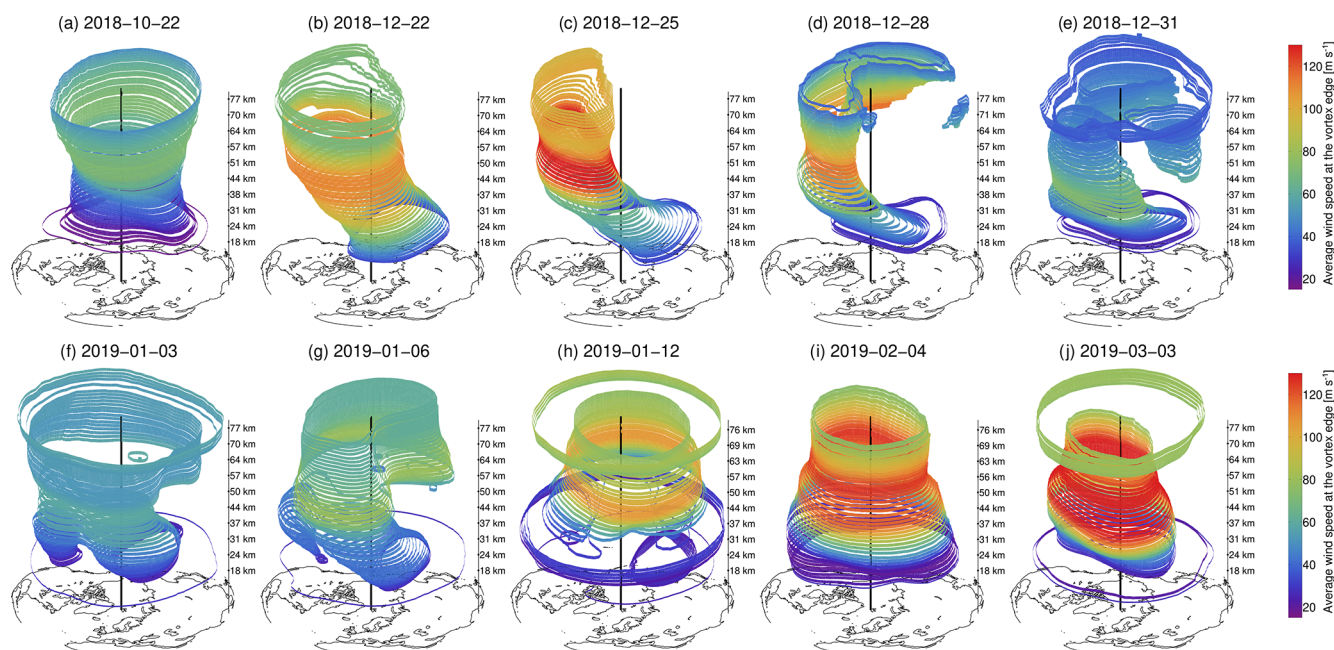 (a) 2018–10–22 (b) 2018–12–22 (c) 2018–12–25 (d) 2018–12–28 (e) 2018–12–31
77 km 77 km 77 km 77 km 77 km
70 km 70 km 71 km 71 km 71 km
64 km 64 km 64 km 64 km 64 km
57 km 57 km 57 km 57 km 57 km
51 km 51 km 50 km 51 km 51 km
44 km 44 km 44 km 44 km 44 km
38 km 37 km 37 km 38 km 38 km
31 km 31 km 31 km 31 km 31 km
24 km 24 km 24 km 24 km 25 km
18 km 18 km 18 km 18 km 18 km
120
100
80
60
40
20
Average wind speed at the vortex edge [m s⁻¹]
(f) 2019–01–03 (g) 2019–01–06 (h) 2019–01–12 (i) 2019–02–04 (j) 2019–03–03
77 km 77 km 76 km 76 km 77 km
70 km 70 km 69 km 69 km 70 km
64 km 64 km 63 km 63 km 64 km
57 km 57 km 57 km 56 km 57 km
50 km 50 km 50 km 50 km 50 km
44 km 44 km 44 km 43 km 44 km
37 km 37 km 37 km 37 km 37 km
31 km 31 km 31 km 31 km 31 km
24 km 24 km 24 km 24 km 24 km
18 km 18 km 18 km 18 km 18 km
120
100
80
60
40
20
Average wind speed at the vortex edge [m s⁻¹]